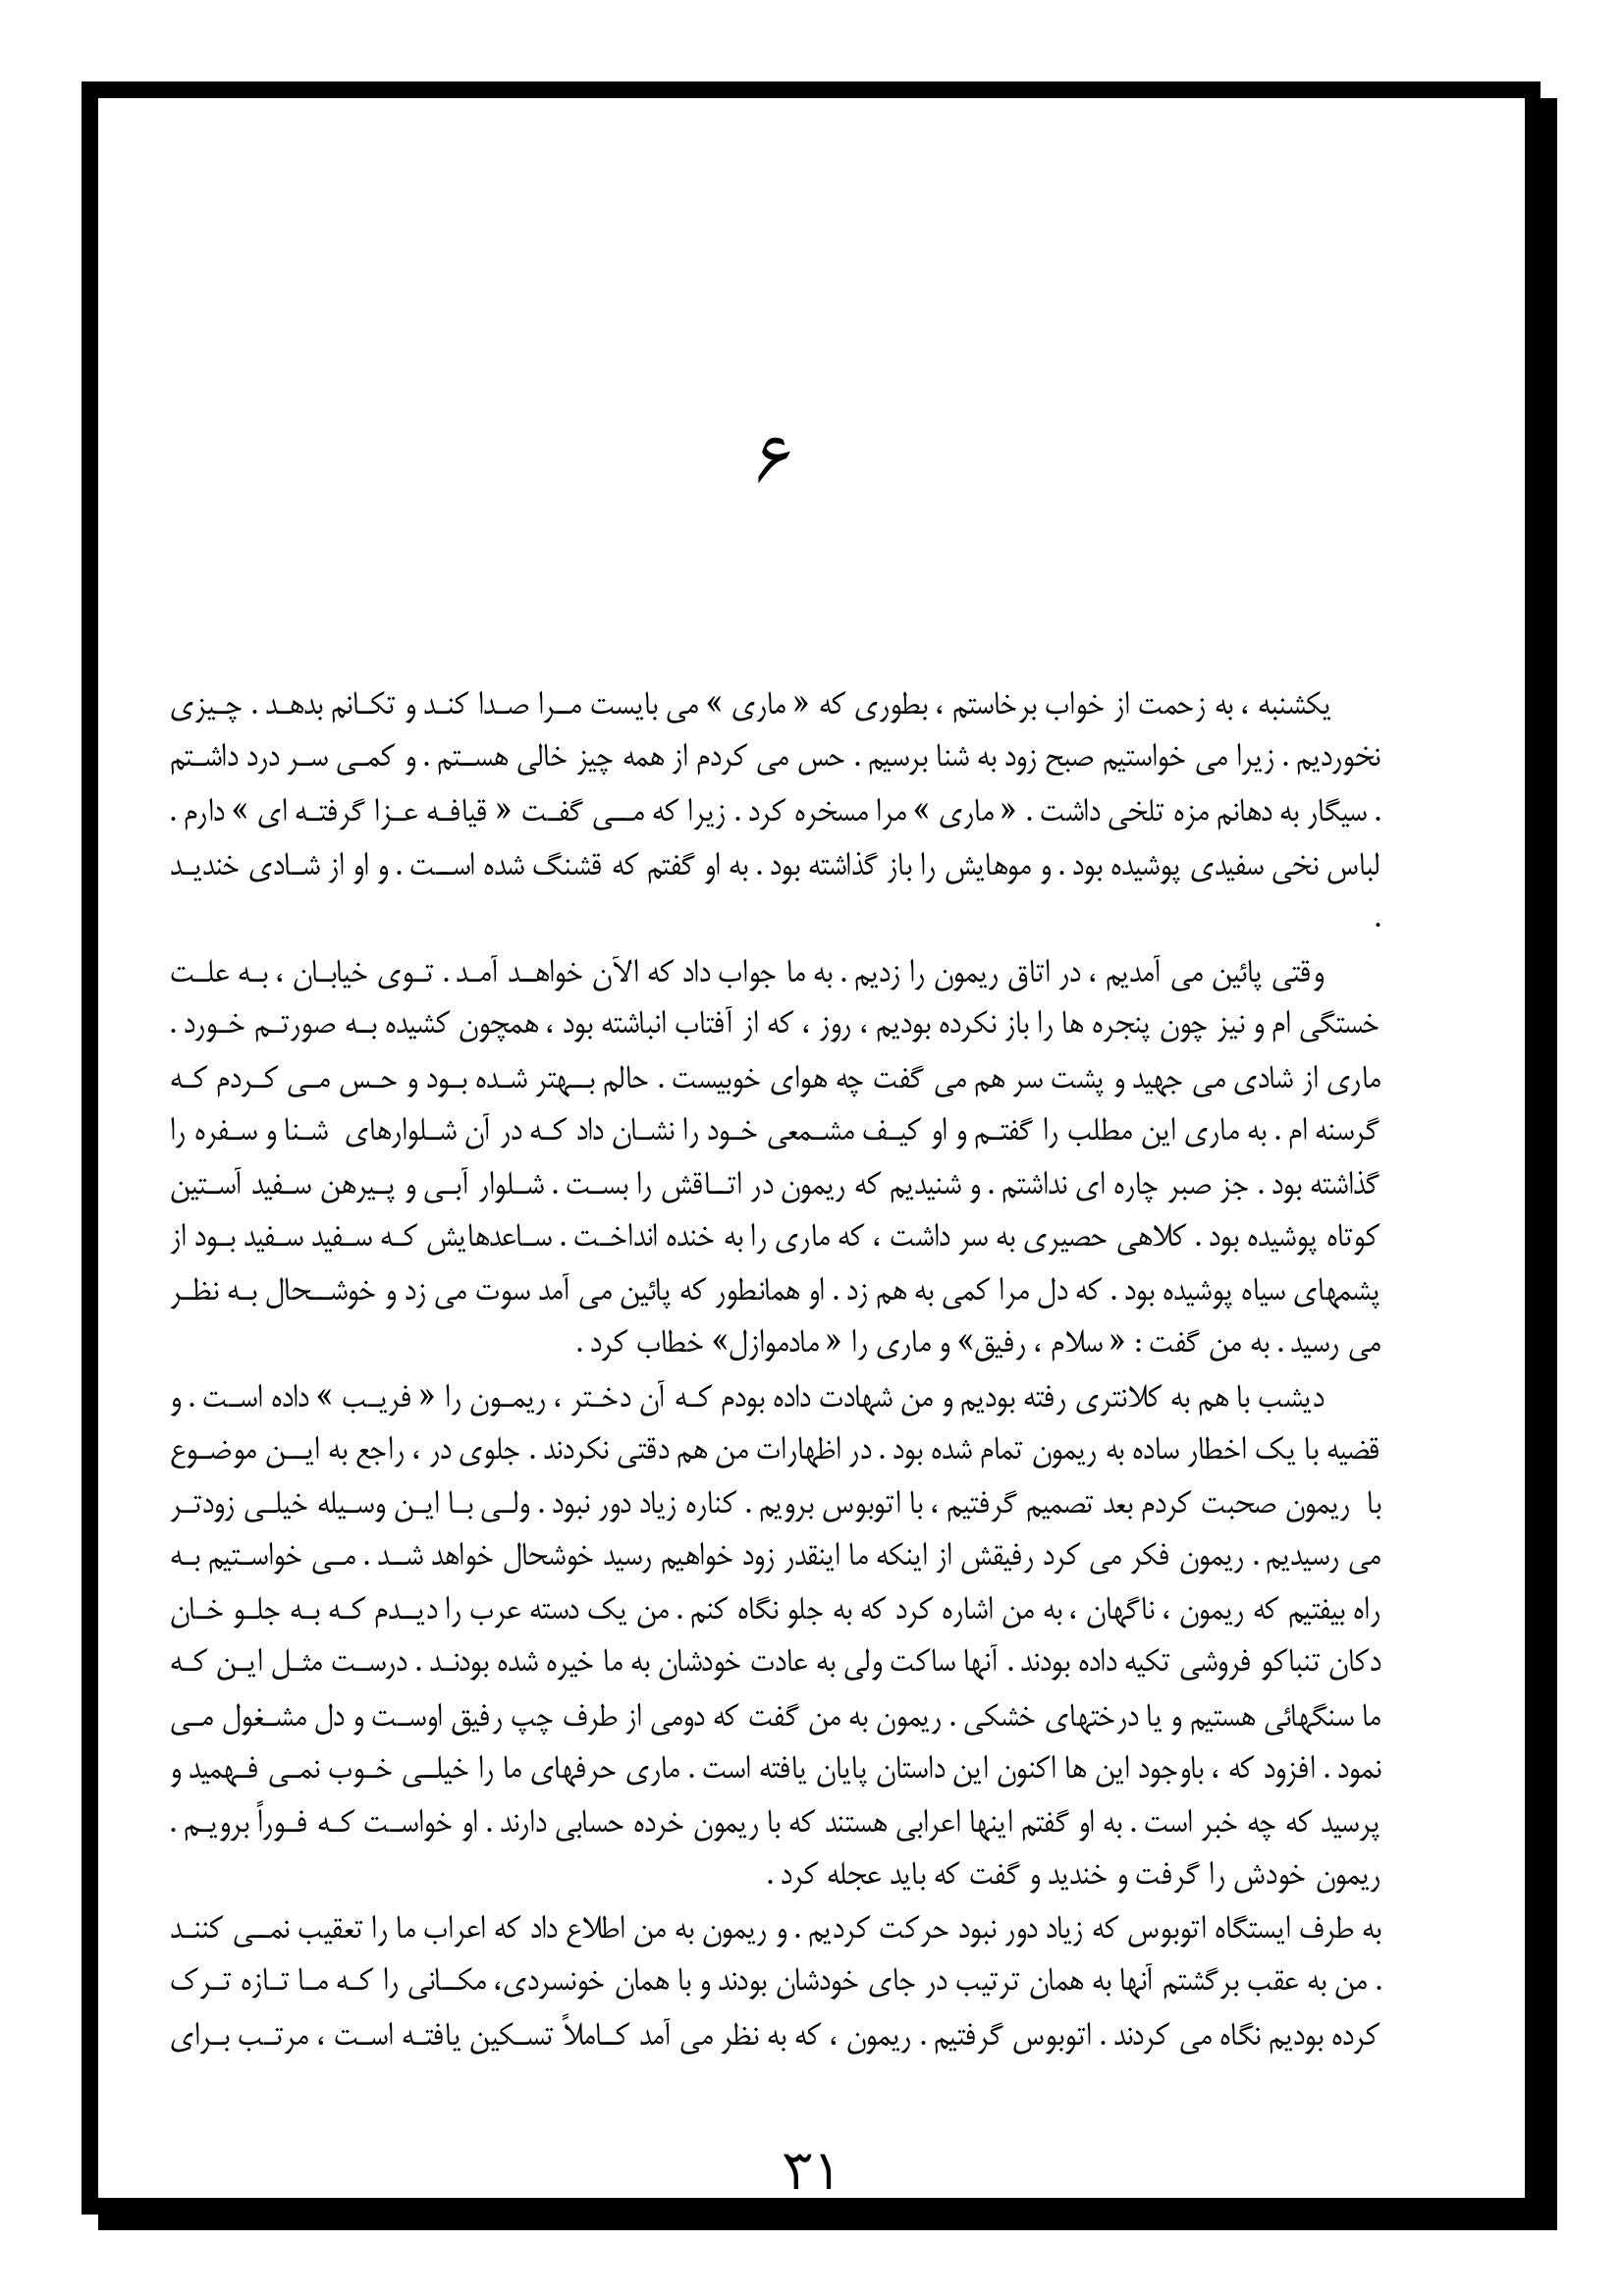 ۶
یکشنبه ، به زحمت از خواب برخاستم ، بطوری که « ماری » می بایست مرا صدا کند و تکانم بدهد . چیزی
نخوردیم . زیرا می خواستیم صبح زود به شنا برسیم . حس می کردم از همه چیز خالی هستم . و کمی سر درد داشتم
. سیگار به دهانم مزه تلخی داشت . « ماری » مرا مسخره کرد . زیرا که می گفت « قیافه عزا گرفته ای » دارم .
لباس نخی سفیدی پوشیده بود . و موهایش را باز گذاشته بود . به او گفتم که قشنگ شده است . و او از شادی خندید
.
وقتی پائین می آمدیم ، در اتاق ریمون را زدیم . به ما جواب داد که الآن خواهد آمد . توی خیابان ، به علت
خستگی ام و نیز چون پنجره ها را باز نکرده بودیم ، روز ، که از آفتاب انباشته بود ، همچون کشیده به صورتم خورد .
ماری از شادی می جهید و پشت سر هم می گفت چه هوای خوبیست . حالم بهتر شده بود و حس می کردم که
گرسنه ام . به ماری این مطلب را گفتم و او کیف مشمعی خود را نشان داد که در آن شلوارهای شنا و سفره را
گذاشته بود . جز صبر چاره ای نداشتم . و شنیدیم که ریمون در اتاقش را بست . شلوار آبی و پیرهن سفید آستین
کوتاه پوشیده بود . کلاهی حصیری به سر داشت ، که ماری را به خنده انداخت . ساعدهایش که سفید سفید بود از
پشمهای سیاه پوشیده بود . که دل مرا کمی به هم زد . او همانطور که پائین می آمد سوت می زد و خوشحال به نظر
می رسید . به من گفت : « سلام ، رفیق» و ماری را « مادموازل» خطاب کرد .
دیشب با هم به کلانتری رفته بودیم و من شهادت داده بودم که آن دختر ، ریمون را « فریب » داده است . و
قضیه با یک اخطار ساده به ریمون تمام شده بود . در اظهارات من هم دقتی نکردند . جلوی در ، راجع به این موضوع
با ریمون صحبت کردم بعد تصمیم گرفتیم ، با اتوبوس برویم . کناره زیاد دور نبود . ولی با این وسیله خیلی زودتر
می رسیدیم . ریمون فکر می کرد رفیقش از اینکه ما اینقدر زود خواهیم رسید خوشحال خواهد شد . می خواستیم به
راه بیفتیم که ریمون ، ناگهان ، به من اشاره کرد که به جلو نگاه کنم . من یک دسته عرب را دیدم که به جلو خان
دکان تنباکو فروشی تکیه داده بودند . آنها ساکت ولی به عادت خودشان به ما خیره شده بودند . درست مثل این که
ما سنگهائی هستیم و یا درختهای خشکی . ریمون به من گفت که دومی از طرف چپ رفیق اوست و دل مشغول می
نمود . افزود که ، باوجود این ها اکنون این داستان پایان یافته است . ماری حرفهای ما را خیلی خوب نمی فهمید و
پرسید که چه خبر است . به او گفتم اینها اعرابی هستند که با ریمون خرده حسابی دارند . او خواست که فوراً برویم .
ریمون خودش را گرفت و خندید و گفت که باید عجله کرد .
به طرف ایستگاه اتوبوس که زیاد دور نبود حرکت کردیم . و ریمون به من اطلاع داد که اعراب ما را تعقیب نمی کنند
. من به عقب برگشتم آنها به همان ترتیب در جای خودشان بودند و با همان خونسردی، مکانی را که ما تازه ترک
کرده بودیم نگاه می کردند . اتوبوس گرفتیم . ریمون ، که به نظر می آمد کاملاً تسکین یافته است ، مرتب برای
۳۱